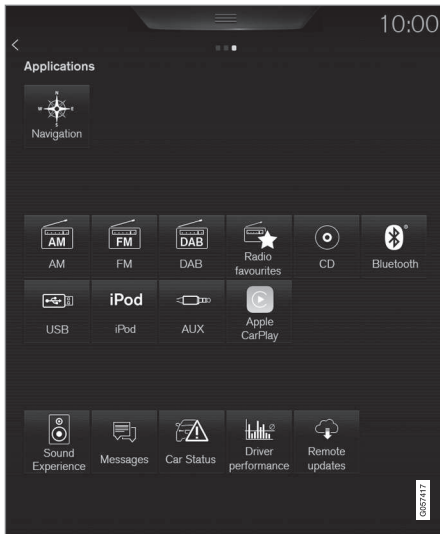 10:00
Applications
N
W E
S
Navigation
AM FM DAB
AM FM DAB Radio favourites CD Bluetooth
iPod
USB iPod AUX Apple CarPlay
Sound Experience Messages Car Status Driver performance Remote updates
G057417